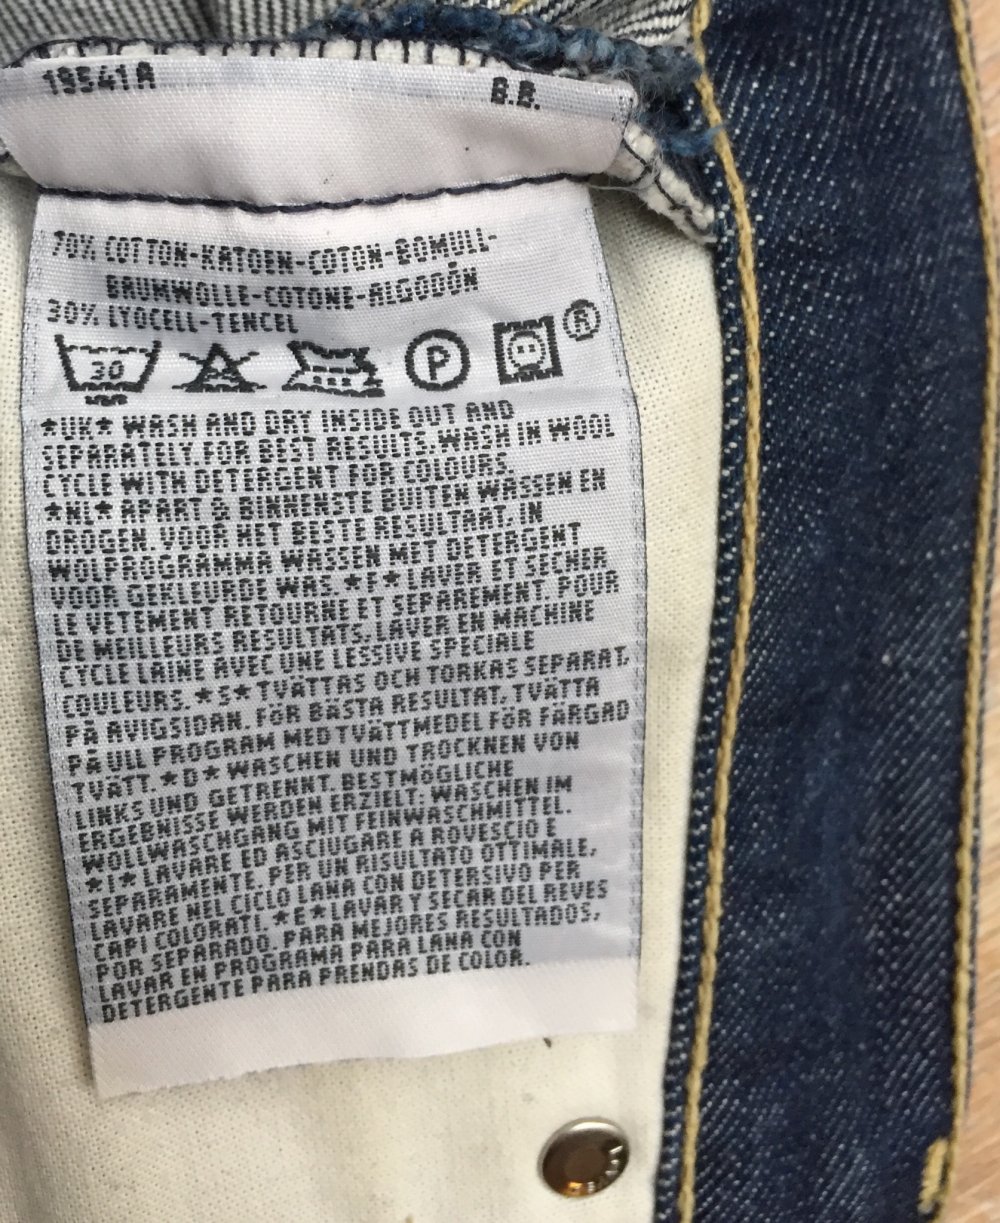 19541A B.B.
70% COTTON-KATOEN-COTON-BOMULL-
BAUMWOLLE-COTONE-ALGODÓN
30% LYOCELL-TENCEL
30 P ®
*UK* WASH AND DRY INSIDE OUT AND
SEPARATELY FOR BEST RESULTS. WASH IN WOOL
CYCLE WITH DETERGENT FOR COLOURS.
*NL* APART & BINNENSTE BUITEN WASSEN EN
DROGEN. VOOR HET BESTE RESULTAAT, IN
WOLPROGRAMMA WASSEN MET DETERGENT
VOOR GEKLEURDE WAS. *F* LAVER ET SÉCHER
LE VETEMENT RETOURNE ET SEPAREMENT. POUR
DE MEILLEURS RESULTATS, LAVER EN MACHINE
CYCLE LAINE AVEC UNE LESSIVE SPECIALE
COULEURS. *S* TVÄTTAS OCH TORKAS SEPARAT,
PÅ AVIGSIDAN. FÖR BÄSTA RESULTAT, TVÄTTA
PÅ ULL PROGRAM MED TVÄTTMEDEL FÖR FÄRGAD
TVÄTT. *D* WASCHEN UND TROCKNEN VON
LINKS UND GETRENNT. BESTMÖGLICHE
ERGEBNISSE WERDEN ERZIELT: WASCHEN IM
WOLLWASCHGANG MIT FEINWASCHMITTEL.
*I* LAVARE ED ASCIUGARE A ROVESCIO E
SEPARAMENTE. PER UN RISULTATO OTTIMALE,
LAVARE NEL CICLO LANA CON DETERSIVO PER
CAPI COLORATI. *E* LAVAR Y SECAR DEL REVES
POR SEPARADO. PARA MEJORES RESULTADOS,
LAVAR EN PROGRAMA PARA LANA CON
DETERGENTE PARA PRENDAS DE COLOR.